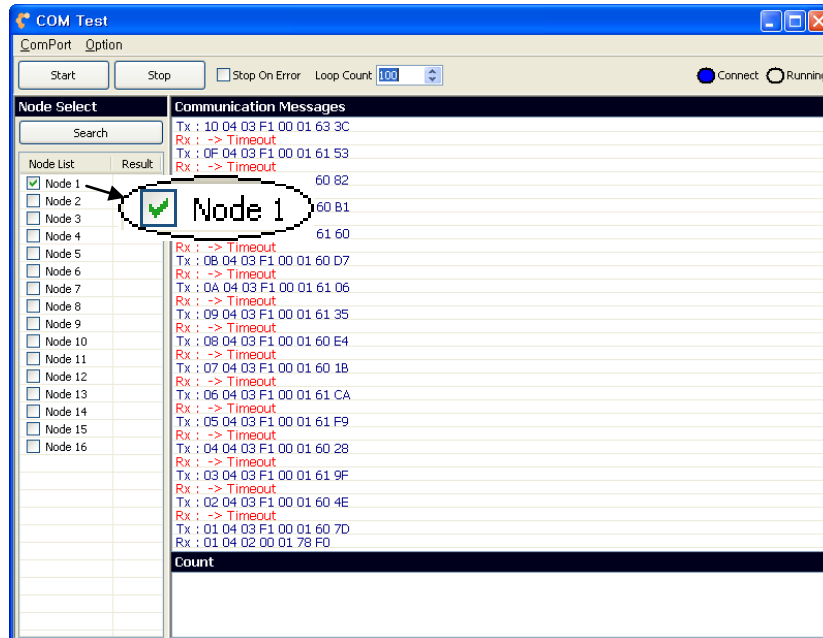 COM Test
ComPort Option
Start Stop Stop On Error Loop Count 100 Connect Running
Node Select
Search
Node List Result
Node 1
Node 2
Node 3
Node 4
Node 5
Node 6
Node 7
Node 8
Node 9
Node 10
Node 11
Node 12
Node 13
Node 14
Node 15
Node 16
Node 1
Communication Messages
Tx : 10 04 03 F1 00 01 63 3C
Rx : -> Timeout
Tx : 0F 04 03 F1 00 01 61 53
Rx : -> Timeout
60 82
60 B1
61 60
Rx : -> Timeout
Tx : 0B 04 03 F1 00 01 60 D7
Rx : -> Timeout
Tx : 0A 04 03 F1 00 01 61 06
Rx : -> Timeout
Tx : 09 04 03 F1 00 01 61 35
Rx : -> Timeout
Tx : 08 04 03 F1 00 01 60 E4
Rx : -> Timeout
Tx : 07 04 03 F1 00 01 60 1B
Rx : -> Timeout
Tx : 06 04 03 F1 00 01 61 CA
Rx : -> Timeout
Tx : 05 04 03 F1 00 01 61 F9
Rx : -> Timeout
Tx : 04 04 03 F1 00 01 60 28
Rx : -> Timeout
Tx : 03 04 03 F1 00 01 61 9F
Rx : -> Timeout
Tx : 02 04 03 F1 00 01 60 4E
Rx : -> Timeout
Tx : 01 04 03 F1 00 01 60 7D
Rx : 01 04 02 00 01 78 F0
Count